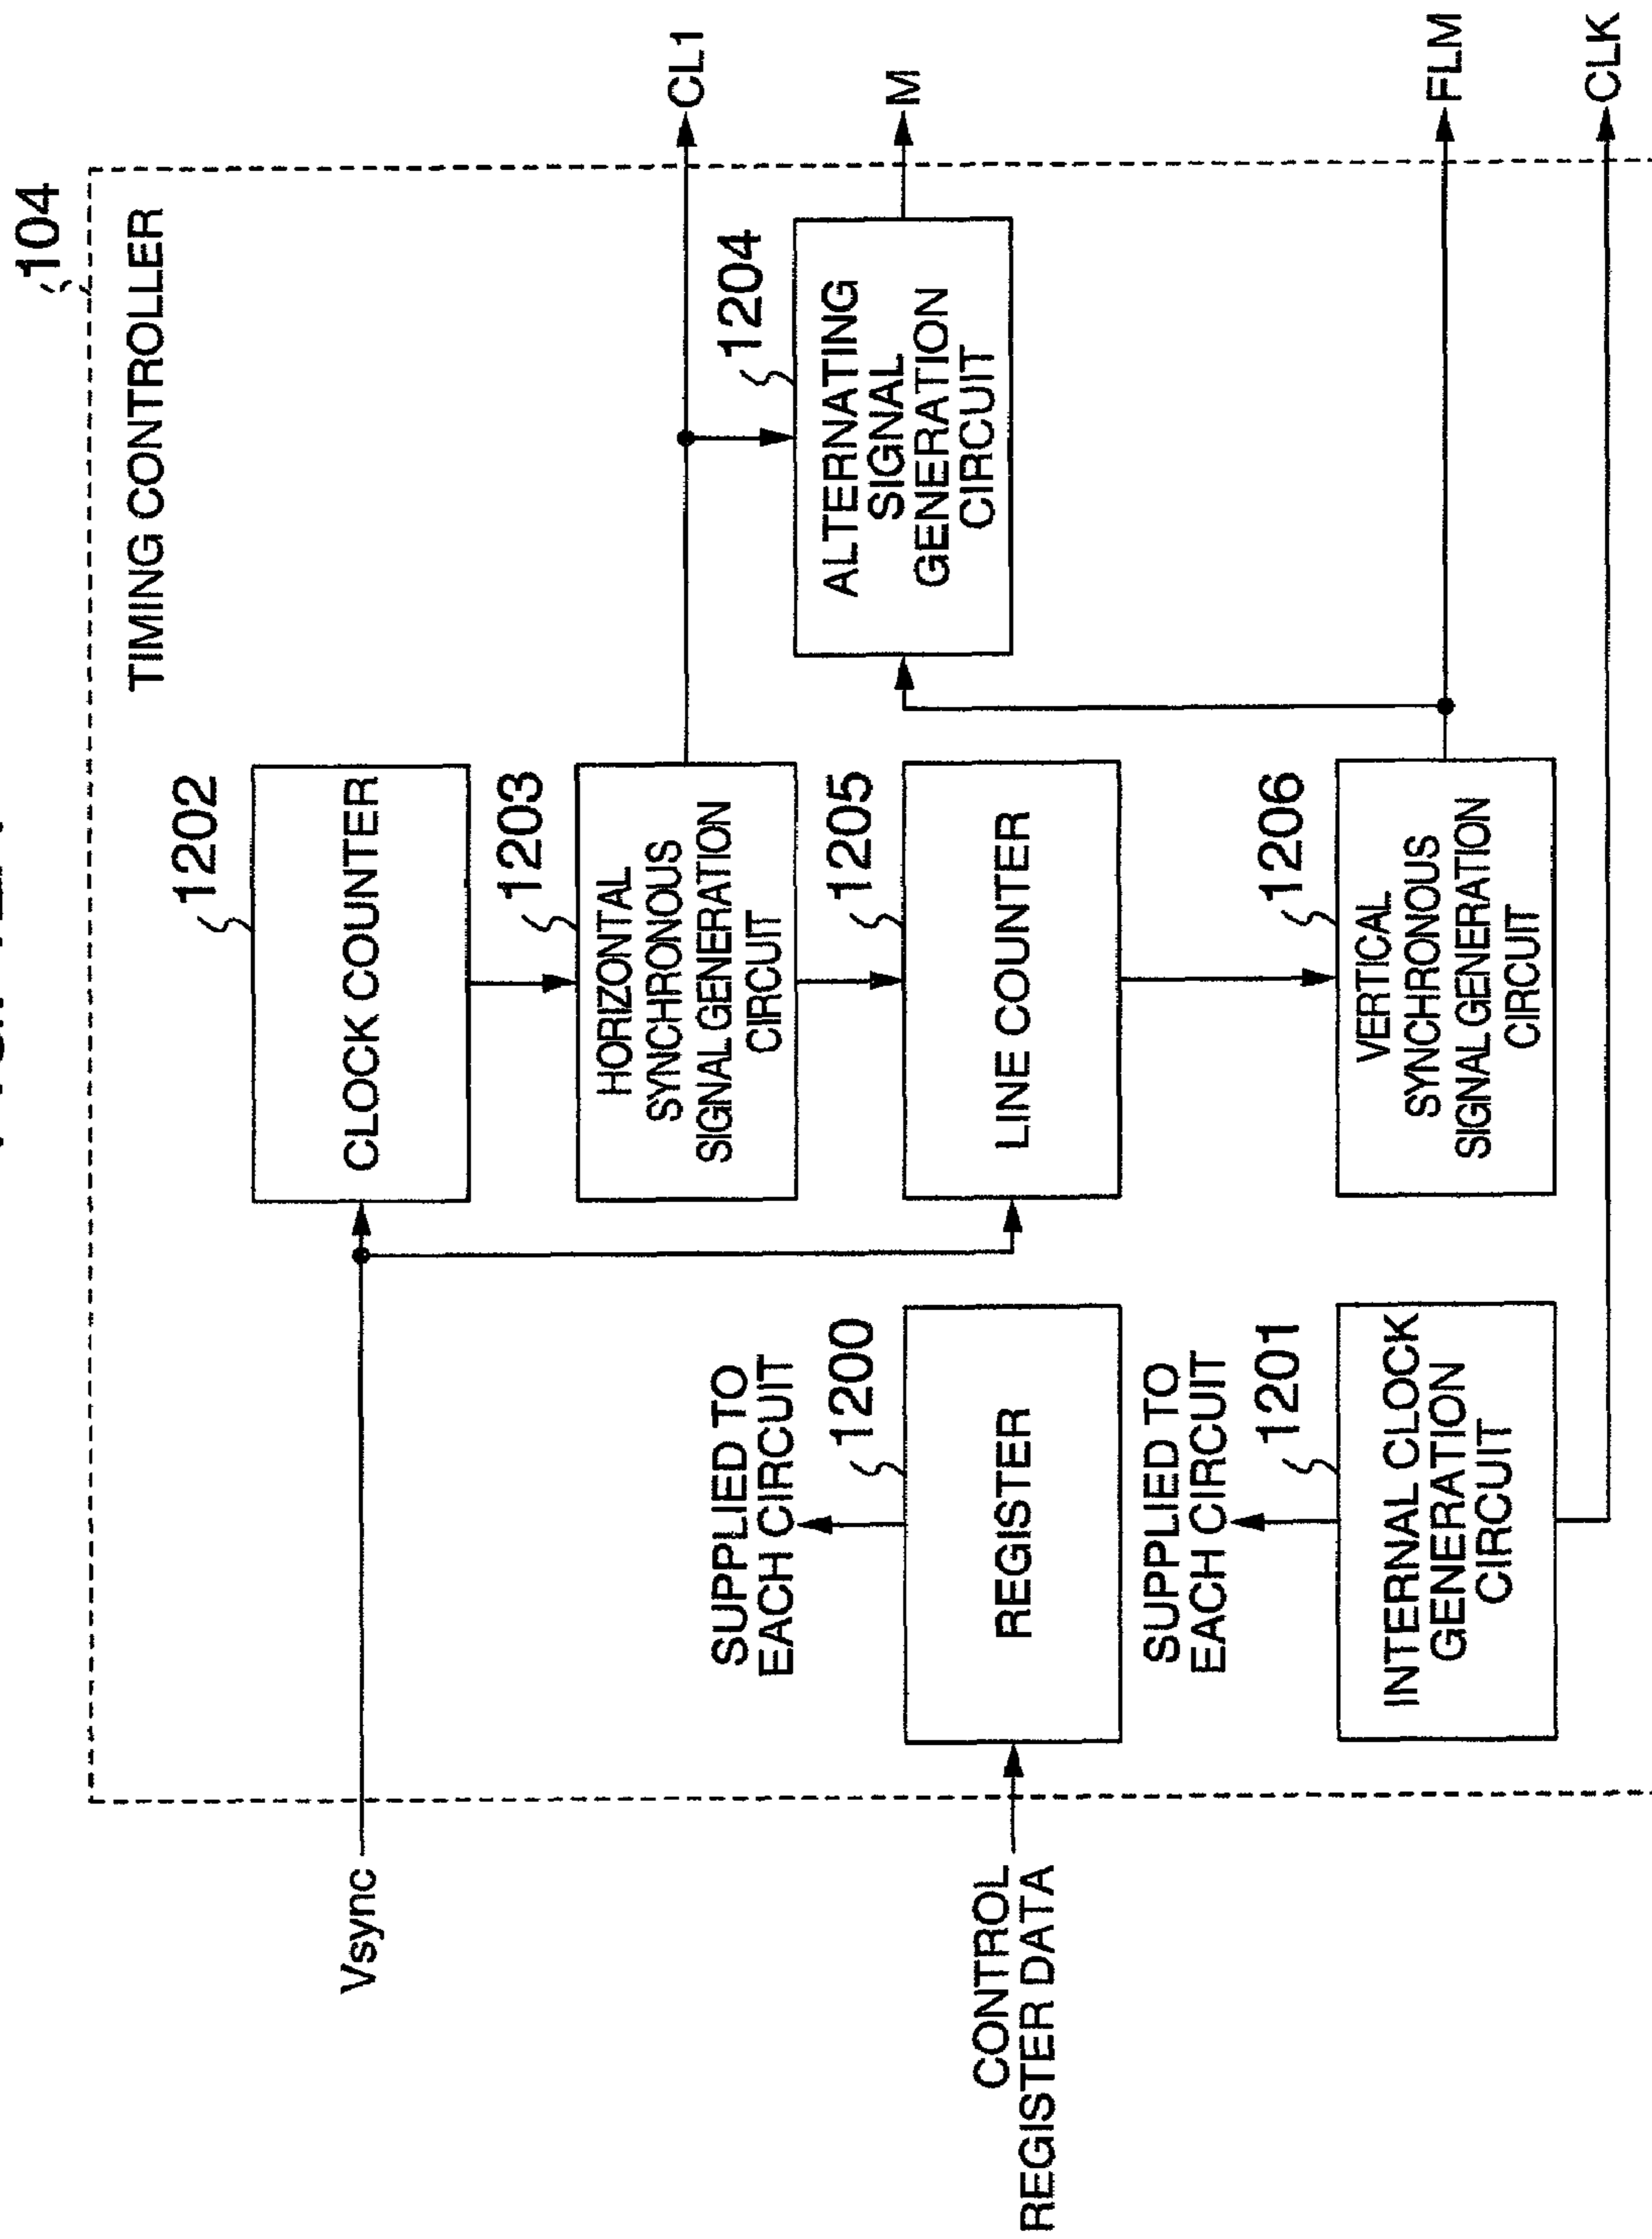 104
TIMING CONTROLLER
Vsync
1202
CLOCK COUNTER
1203
HORIZONTAL
SYNCHRONOUS
SIGNAL GENERATION
CIRCUIT
CL1
1204
ALTERNATING
SIGNAL
GENERATION
CIRCUIT
M
SUPPLIED TO
EACH CIRCUIT
1200
REGISTER
CONTROL
REGISTER DATA
1205
LINE COUNTER
SUPPLIED TO
EACH CIRCUIT
1201
INTERNAL CLOCK
GENERATION
CIRCUIT
1206
VERTICAL
SYNCHRONOUS
SIGNAL GENERATION
CIRCUIT
FLM
CLK